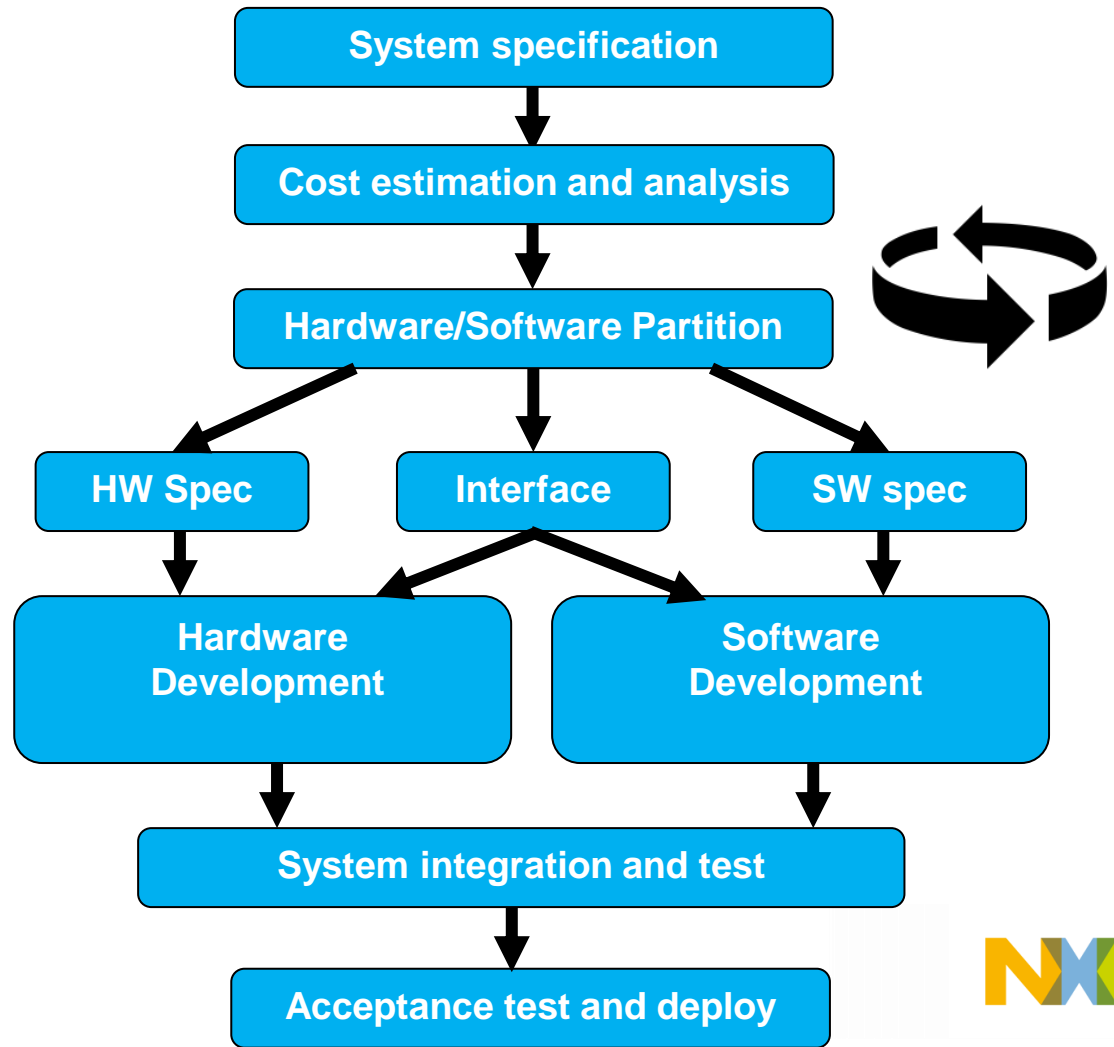 System specification
Cost estimation and analysis
Hardware/Software Partition
HW Spec
Interface
SW spec
Hardware
Development
Software
Development
System integration and test
Acceptance test and deploy
NX